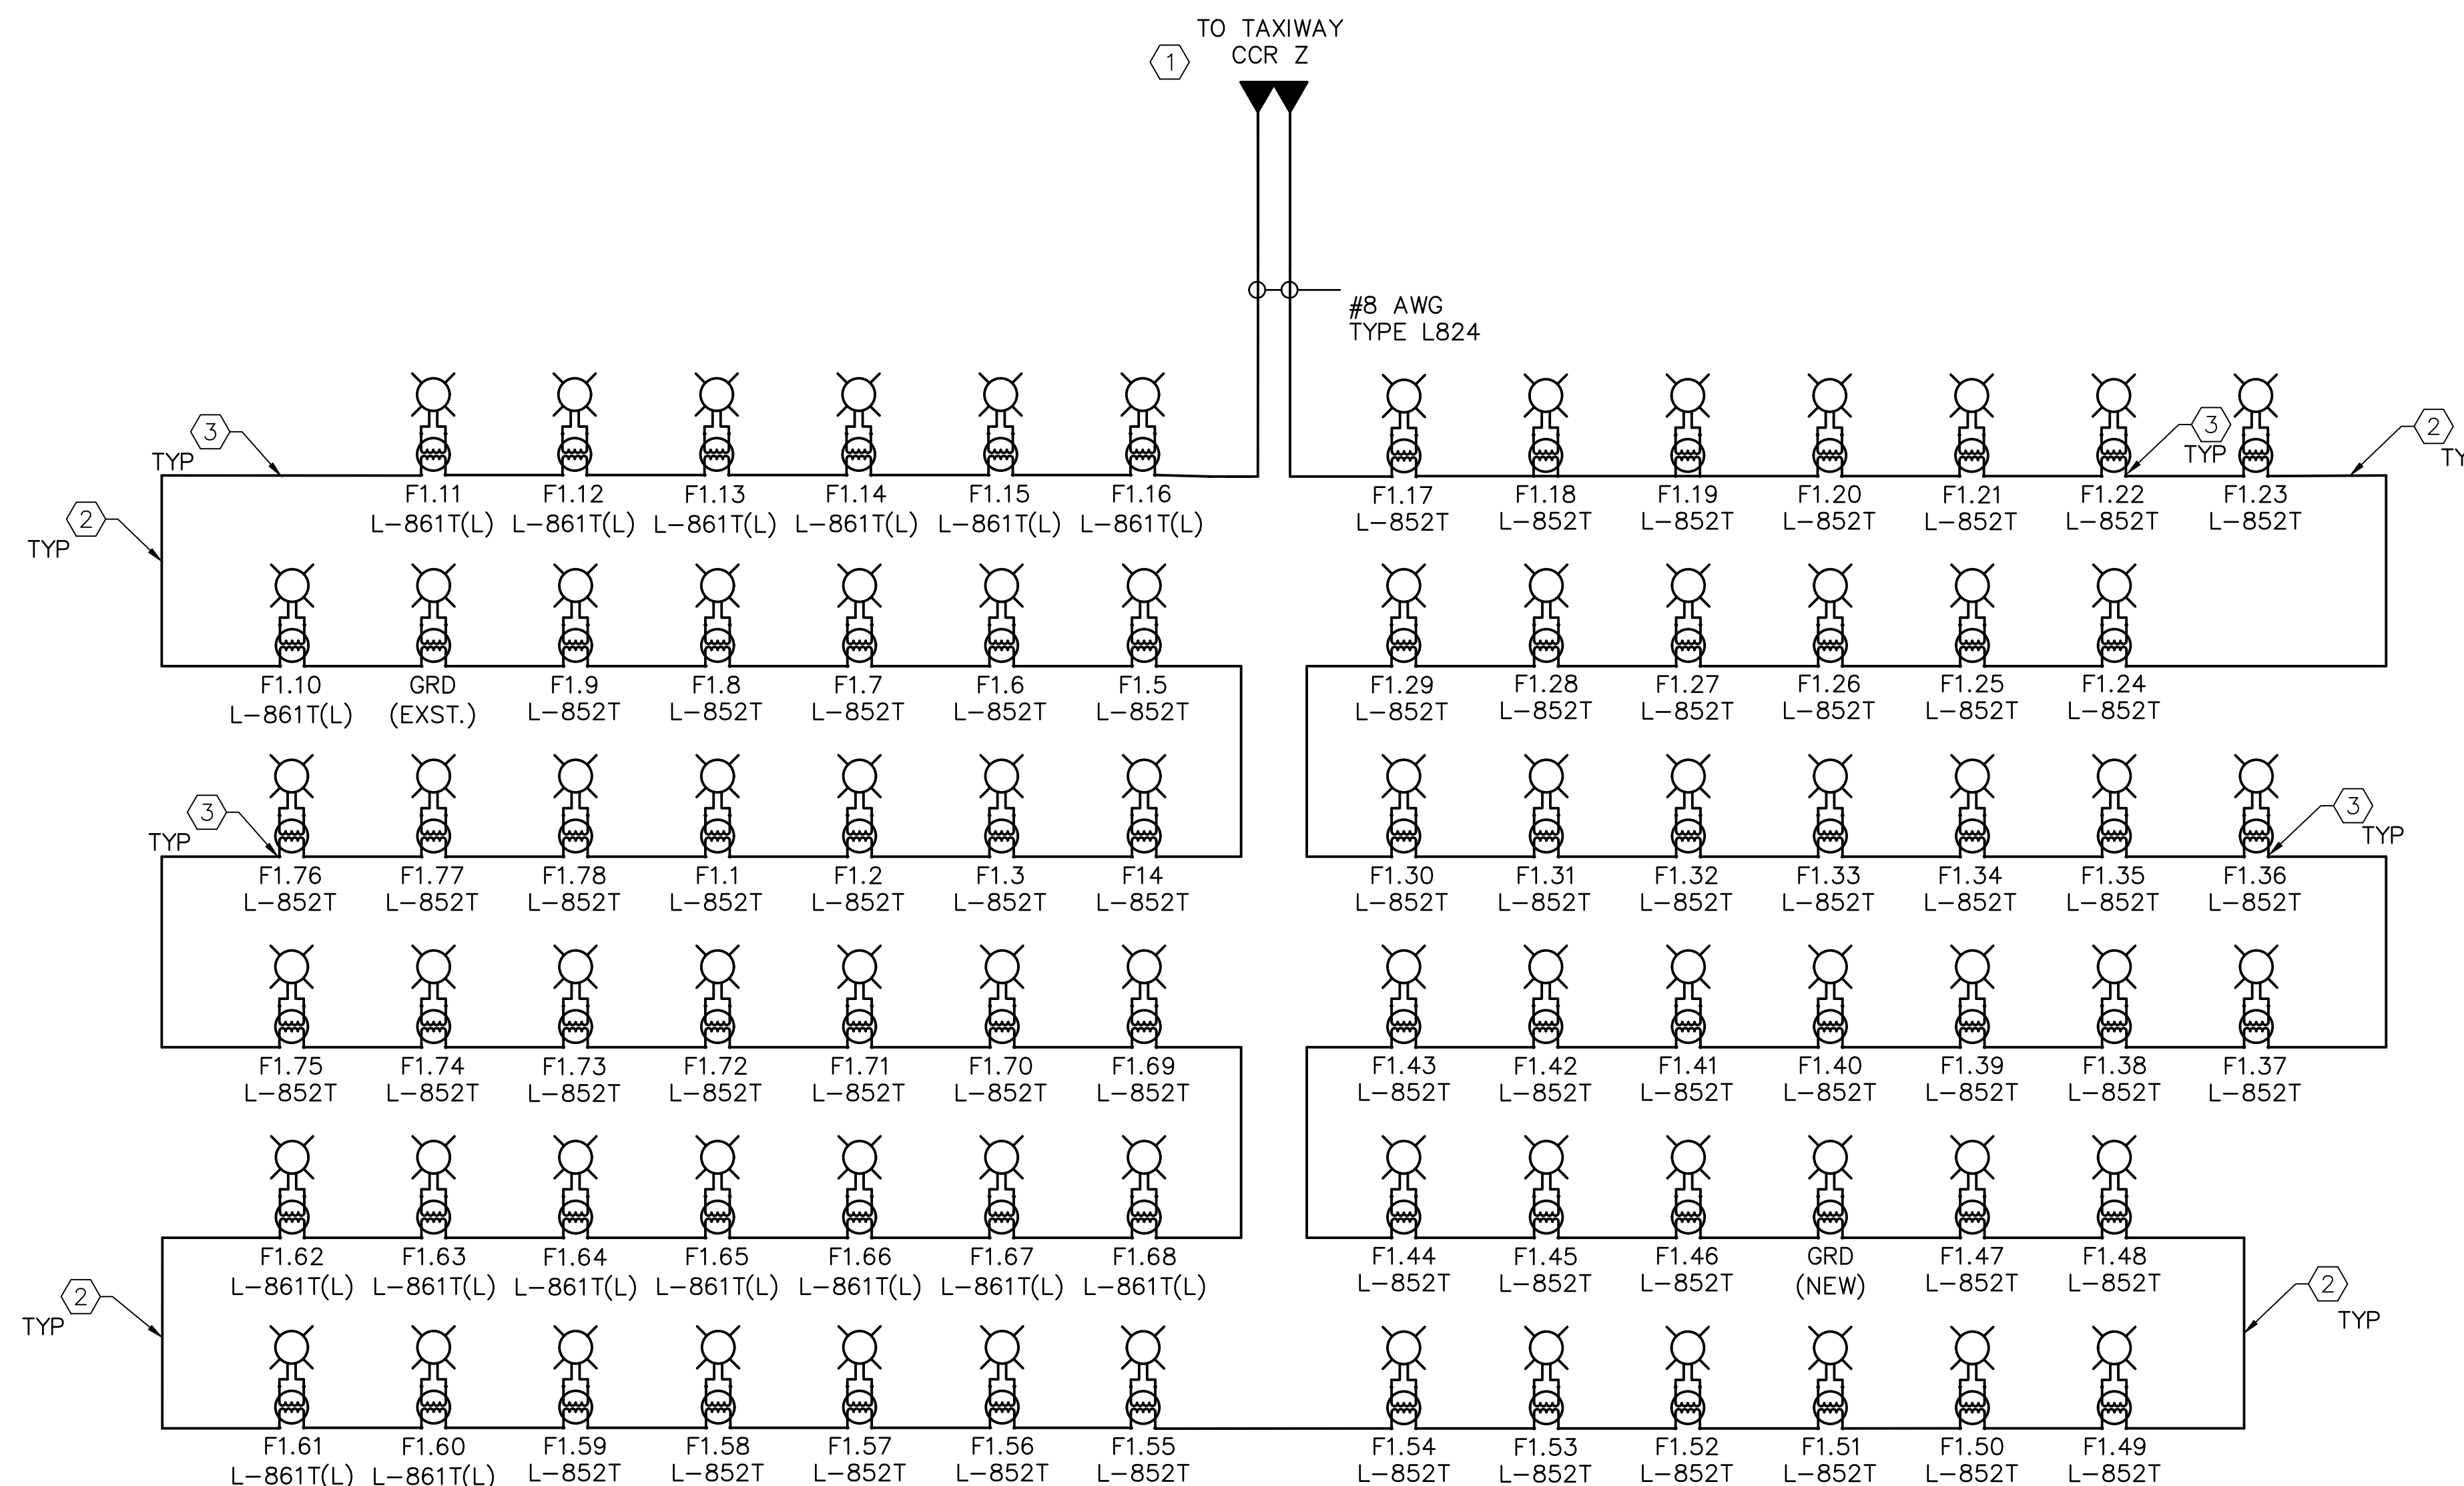 TO TAXIWAY
CCR Z
1
#8 AWG
TYPE L824
3
TYP
3
TYP
2
TY
F1.11 F1.12 F1.13 F1.14 F1.15 F1.16 F1.17 F1.18 F1.19 F1.20 F1.21 F1.22 F1.23
L-861T(L) L-861T(L) L-861T(L) L-861T(L) L-861T(L) L-861T(L) L-852T L-852T L-852T L-852T L-852T L-852T L-852T
2
TYP
F1.10 GRD F1.9 F1.8 F1.7 F1.6 F1.5 F1.29 F1.28 F1.27 F1.26 F1.25 F1.24
L-861T(L) (EXST.) L-852T L-852T L-852T L-852T L-852T L-852T L-852T L-852T L-852T L-852T L-852T
3
TYP
3
TYP
F1.76 F1.77 F1.78 F1.1 F1.2 F1.3 F14 F1.30 F1.31 F1.32 F1.33 F1.34 F1.35 F1.36
L-852T L-852T L-852T L-852T L-852T L-852T L-852T L-852T L-852T L-852T L-852T L-852T L-852T L-852T
F1.75 F1.74 F1.73 F1.72 F1.71 F1.70 F1.69 F1.43 F1.42 F1.41 F1.40 F1.39 F1.38 F1.37
L-852T L-852T L-852T L-852T L-852T L-852T L-852T L-852T L-852T L-852T L-852T L-852T L-852T L-852T
F1.62 F1.63 F1.64 F1.65 F1.66 F1.67 F1.68 F1.44 F1.45 F1.46 GRD F1.47 F1.48
L-861T(L) L-861T(L) L-861T(L) L-861T(L) L-861T(L) L-861T(L) L-861T(L) L-852T L-852T L-852T (NEW) L-852T L-852T
2
TYP
2
TYP
F1.61 F1.60 F1.59 F1.58 F1.57 F1.56 F1.55 F1.54 F1.53 F1.52 F1.51 F1.50 F1.49
L-861T(L) L-861T(L) L-852T L-852T L-852T L-852T L-852T L-852T L-852T L-852T L-852T L-852T L-852T